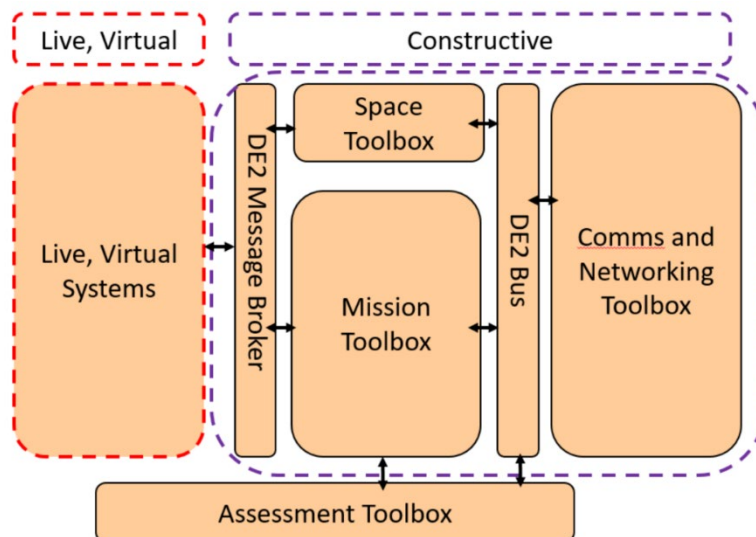 Live, Virtual
Constructive
Live, Virtual
Systems
DE2 Message Broker
Space
Toolbox
Mission
Toolbox
DE2 Bus
Comms and
Networking
Toolbox
Assessment Toolbox